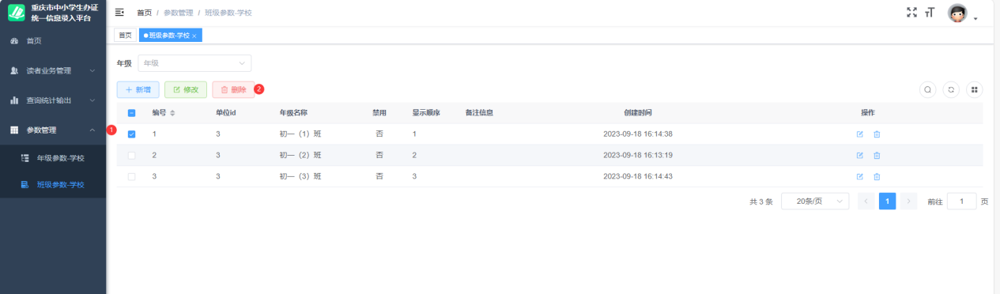 重庆市中小学生办证
统一信息录入平台
首页 / 参数管理 / 班级参数-学校
首页
班级参数-学校 ×
首页
读者业务管理
查询统计输出
参数管理
年级参数-学校
班级参数-学校
年级 年级
+ 新增 修改 删除 2
编号 单位id 年级名称 禁用 显示顺序 备注信息 创建时间 操作
1 1 3 初一（1）班 否 1 2023-09-18 16:14:38
2 3 初一（2）班 否 2 2023-09-18 16:13:19
3 3 初一（3）班 否 3 2023-09-18 16:14:43
共 3 条 20条/页 < 1 > 前往 1 页